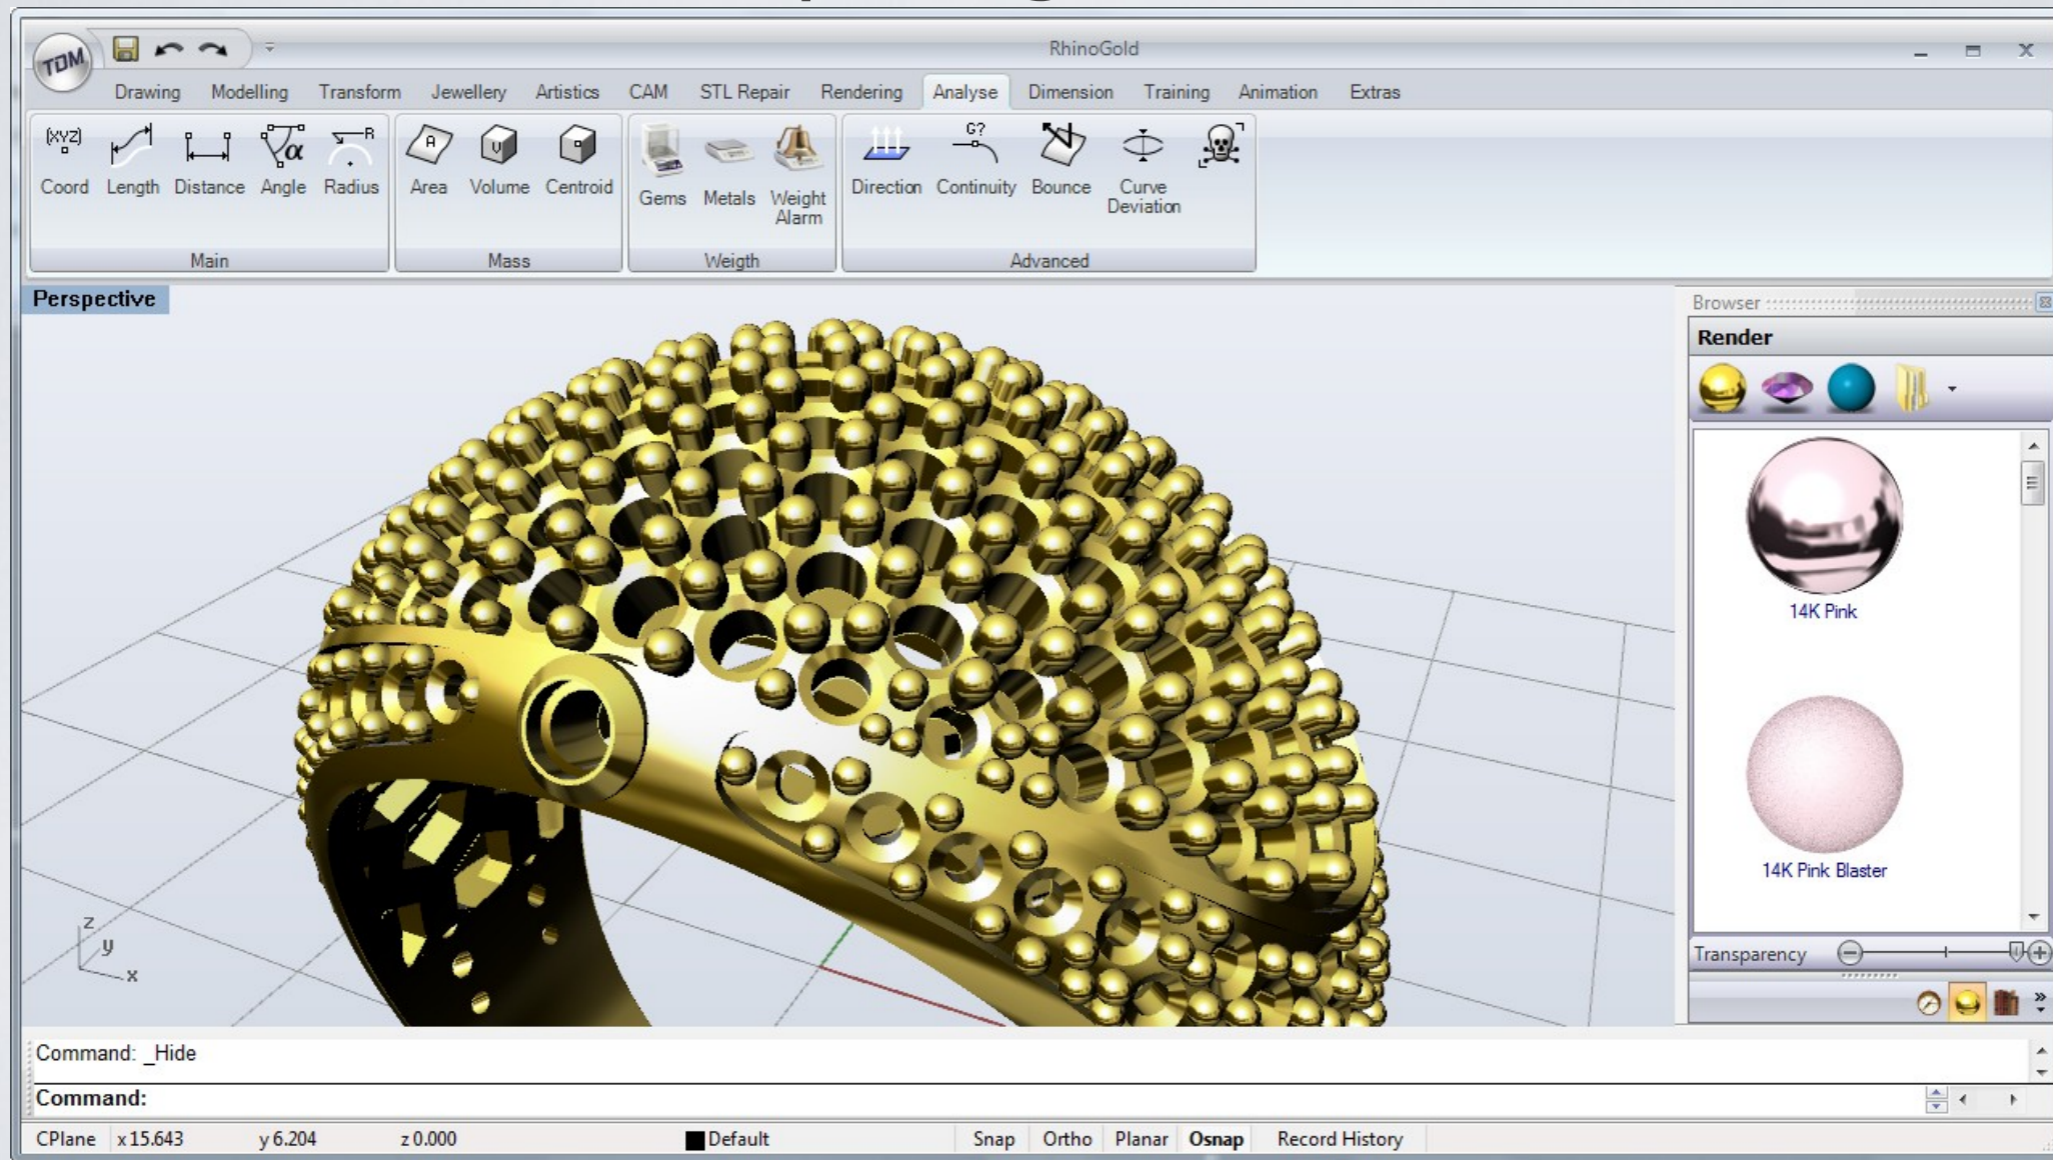 TDM
RhinoGold
Drawing Modelling Transform Jewellery Artistics CAM STL Repair Rendering Analyse Dimension Training Animation Extras
(XYZ) α R A V G?
Coord Length Distance Angle Radius Area Volume Centroid Gems Metals Weight Alarm Direction Continuity Bounce Curve Deviation
Main Mass Weigth Advanced
Perspective
Browser
Render
14K Pink
14K Pink Blaster
Transparency
z
y
x
Command: _Hide
Command:
CPlane x 15.643 y 6.204 z 0.000 Default Snap Ortho Planar Osnap Record History